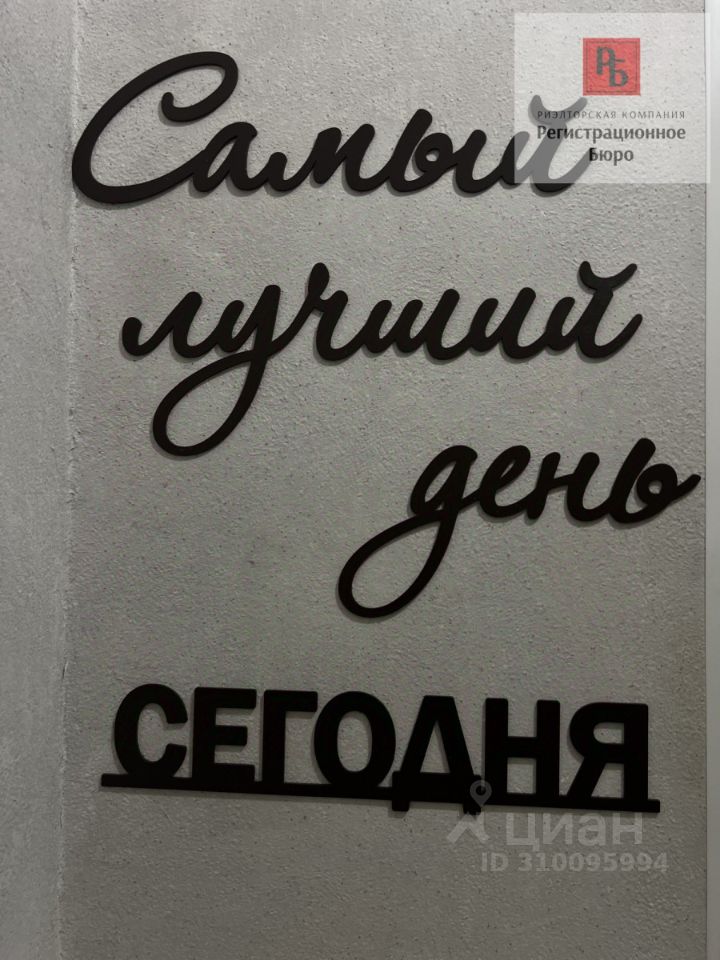 РБ
РИЭЛТОРСКАЯ КОМПАНИЯ
Регистрационное
Бюро
Самый
лучший
день
СЕГОДНЯ
циан
ID 310095994